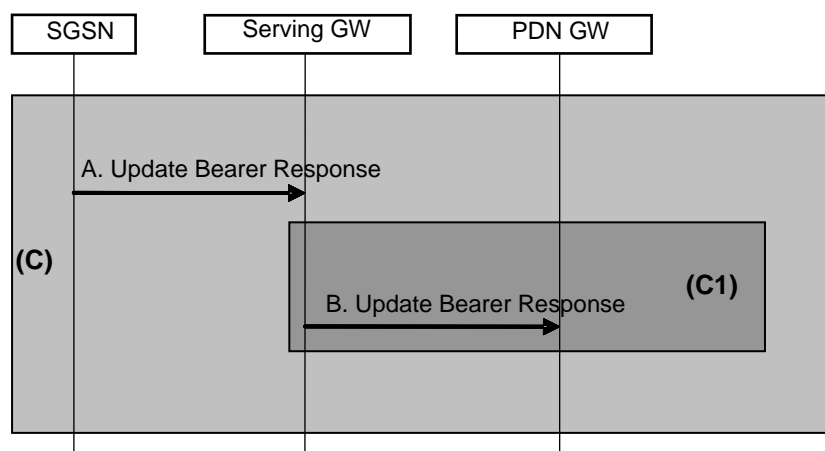 SGSN
Serving GW
PDN GW
A. Update Bearer Response
(C)
(C1)
B. Update Bearer Response